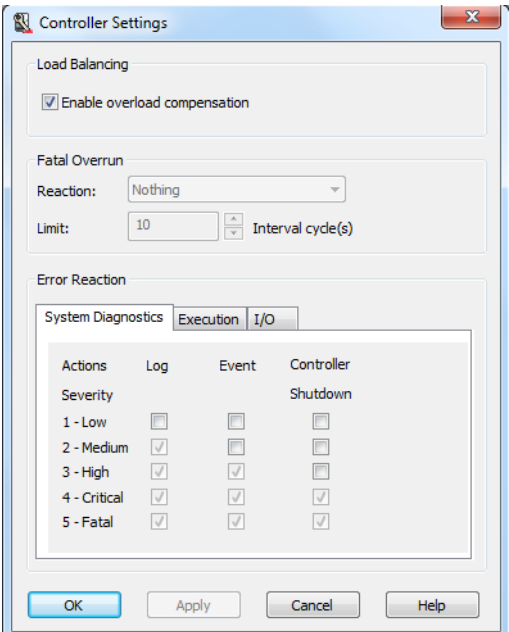 Controller Settings
Load Balancing
Enable overload compensation
Fatal Overrun
Reaction: Nothing
Limit: 10 Interval cycle(s)
Error Reaction
System Diagnostics Execution I/O
Actions Log Event Controller
Severity Shutdown
1 - Low
2 - Medium
3 - High
4 - Critical
5 - Fatal
OK Apply Cancel Help